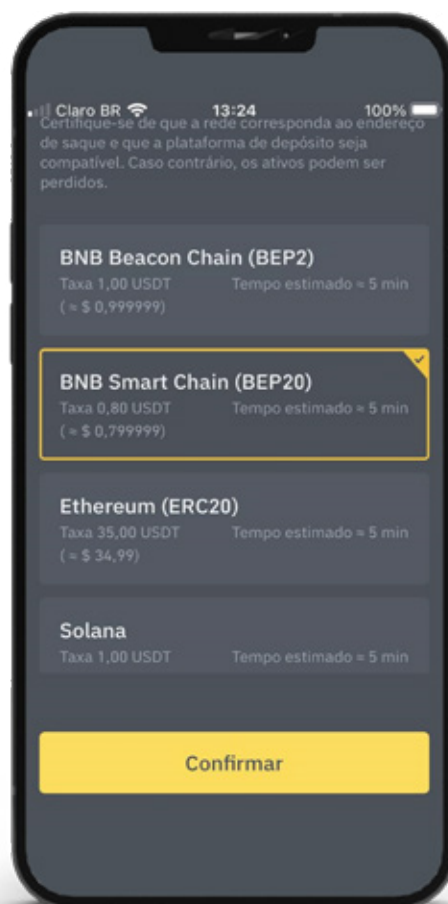 Claro BR 13:24 100%
Certifique-se de que a rede corresponda ao endereço
de saque e que a plataforma de depósito seja
compatível. Caso contrário, os ativos podem ser
perdidos.
BNB Beacon Chain (BEP2)
Taxa 1,00 USDT Tempo estimado ≈ 5 min
( ≈ $ 0,999999)
BNB Smart Chain (BEP20)
Taxa 0,80 USDT Tempo estimado ≈ 5 min
( ≈ $ 0,799999)
Ethereum (ERC20)
Taxa 35,00 USDT Tempo estimado ≈ 5 min
( ≈ $ 34,99)
Solana
Taxa 1,00 USDT Tempo estimado ≈ 5 min
Confirmar